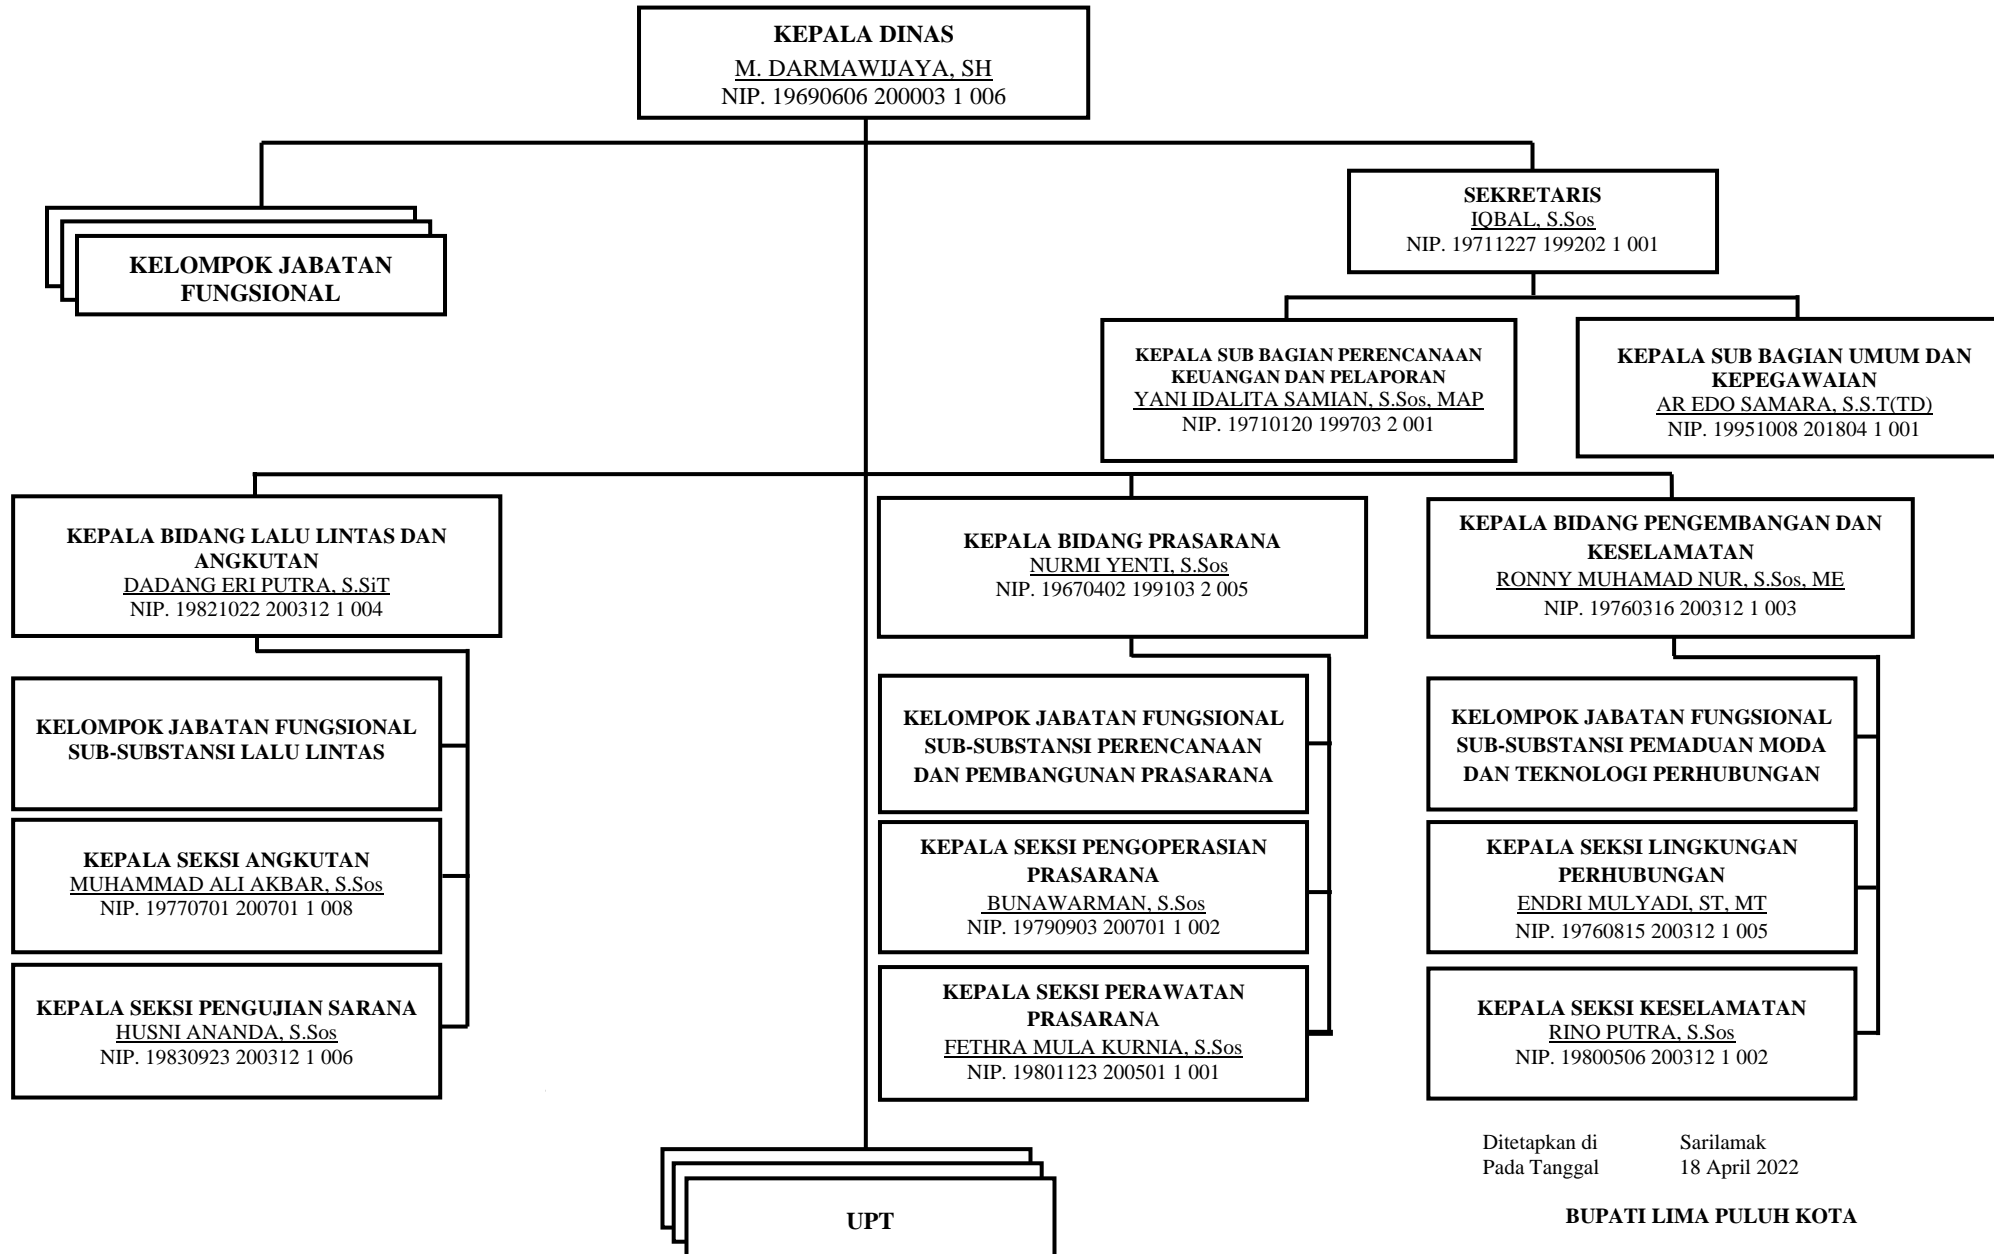 KEPALA DINAS
M. DARMAWIJAYA, SH
NIP. 19690606 200003 1 006
KELOMPOK JABATAN
FUNGSIONAL
SEKRETARIS
IQBAL, S.Sos
NIP. 19711227 199202 1 001
KEPALA SUB BAGIAN PERENCANAAN
KEUANGAN DAN PELAPORAN
YANI IDALITA SAMIAN, S.Sos, MAP
NIP. 19710120 199703 2 001
KEPALA SUB BAGIAN UMUM DAN
KEPEGAWAIAN
AR EDO SAMARA, S.S.T(TD)
NIP. 19951008 201804 1 001
KEPALA BIDANG LALU LINTAS DAN
ANGKUTAN
DADANG ERI PUTRA, S.SiT
NIP. 19821022 200312 1 004
KEPALA BIDANG PRASARANA
NURMI YENTI, S.Sos
NIP. 19670402 199103 2 005
KEPALA BIDANG PENGEMBANGAN DAN
KESELAMATAN
RONNY MUHAMAD NUR, S.Sos, ME
NIP. 19760316 200312 1 003
KELOMPOK JABATAN FUNGSIONAL
SUB-SUBSTANSI LALU LINTAS
KELOMPOK JABATAN FUNGSIONAL
SUB-SUBSTANSI PERENCANAAN
DAN PEMBANGUNAN PRASARANA
KELOMPOK JABATAN FUNGSIONAL
SUB-SUBSTANSI PEMADUAN MODA
DAN TEKNOLOGI PERHUBUNGAN
KEPALA SEKSI ANGKUTAN
MUHAMMAD ALI AKBAR, S.Sos
NIP. 19770701 200701 1 008
KEPALA SEKSI PENGOPERASIAN
PRASARANA
BUNAWARMAN, S.Sos
NIP. 19790903 200701 1 002
KEPALA SEKSI LINGKUNGAN
PERHUBUNGAN
ENDRI MULYADI, ST, MT
NIP. 19760815 200312 1 005
KEPALA SEKSI PENGUJIAN SARANA
HUSNI ANANDA, S.Sos
NIP. 19830923 200312 1 006
KEPALA SEKSI PERAWATAN
PRASARANA
FETHRA MULA KURNIA, S.Sos
NIP. 19801123 200501 1 001
KEPALA SEKSI KESELAMATAN
RINO PUTRA, S.Sos
NIP. 19800506 200312 1 002
UPT
Ditetapkan di Sarilamak
Pada Tanggal 18 April 2022
BUPATI LIMA PULUH KOTA